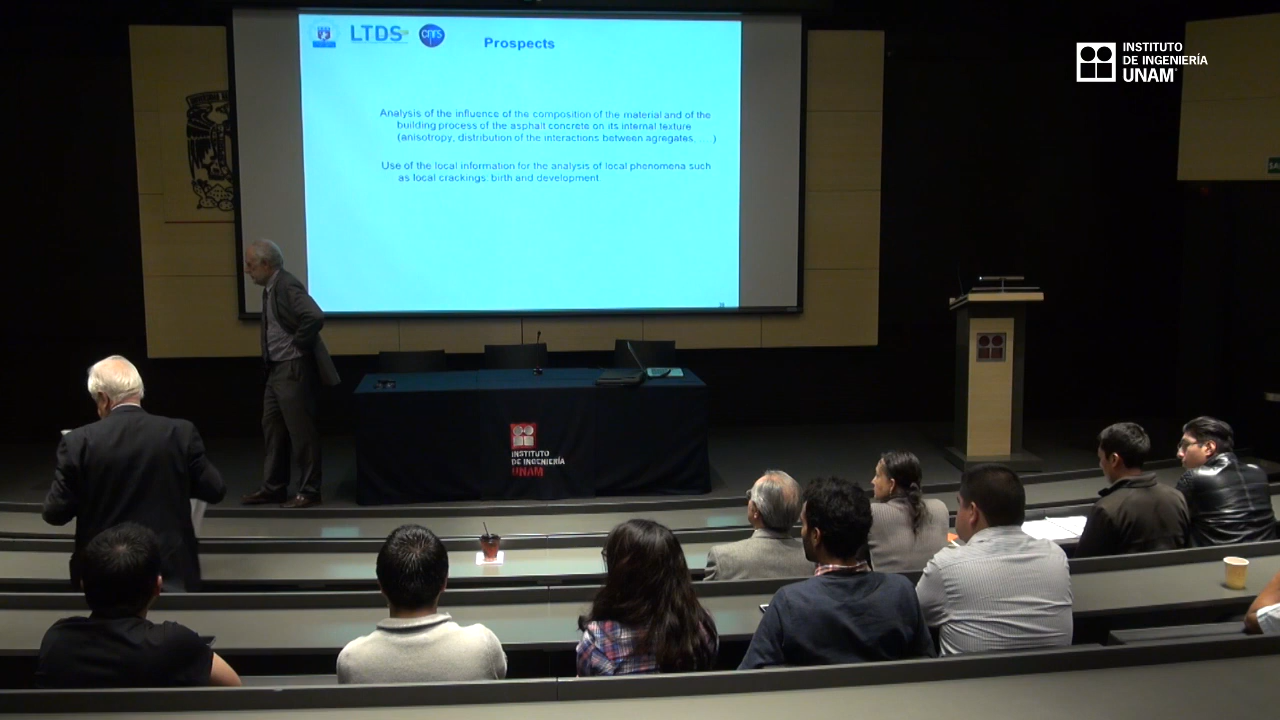 LTDS
cnrs
Prospects
Analysis of the influence of the composition of the material and of the
building process of the asphalt concrete on its internal texture
(anisotropy, distribution of the interactions between agregates, ... )
Use of the local information for the analysis of local phenomena such
as local crackings: birth and development
INSTITUTO
DE INGENIERÍA
UNAM
INSTITUTO
DE INGENIERÍA
UNAM